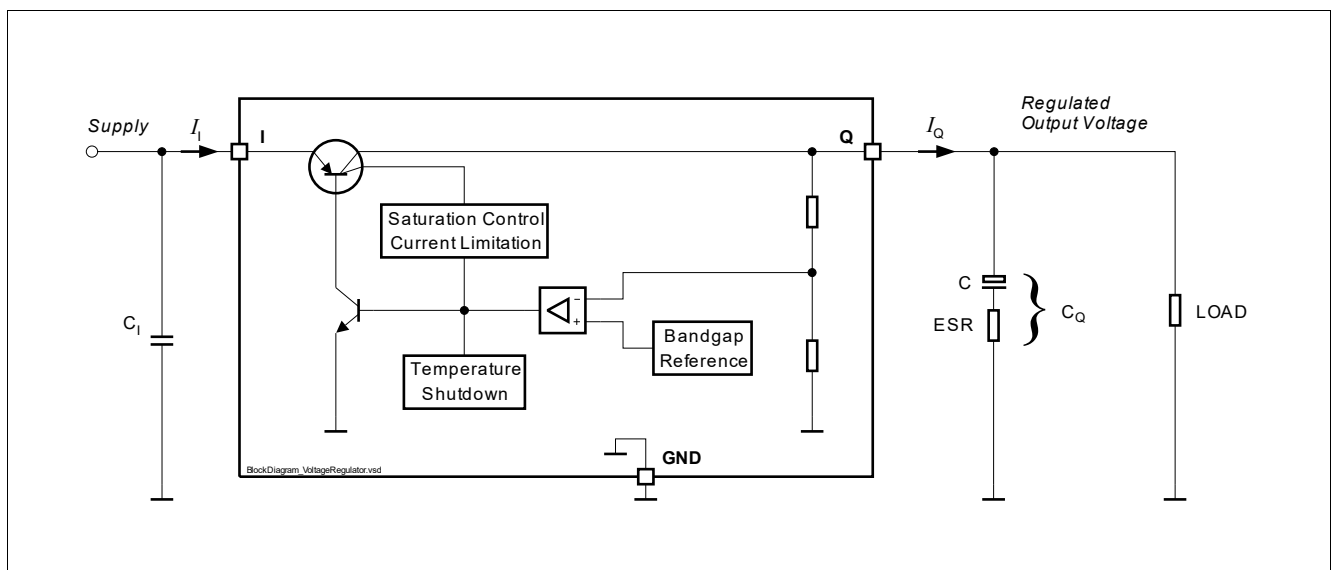 Supply
I_I
I
Q
I_Q
Regulated
Output Voltage
Saturation Control
Current Limitation
C_I
-
+
Bandgap
Reference
Temperature
Shutdown
C
ESR
C_Q
LOAD
GND
BlockDiagram_VoltageRegulator.vsd